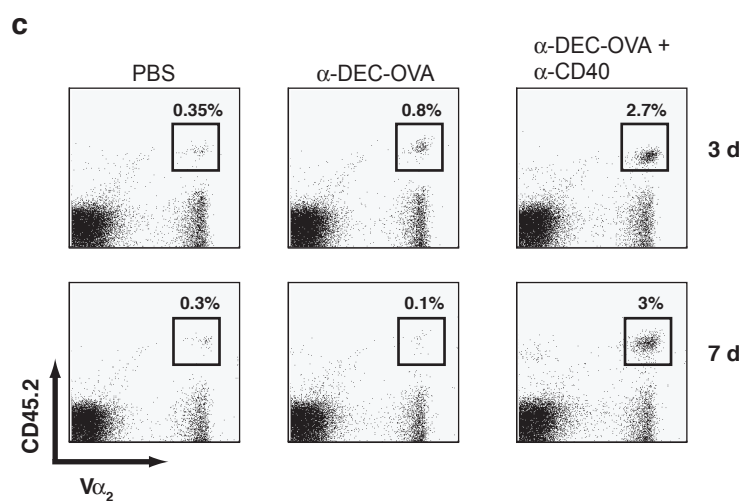 c
PBS
α-DEC-OVA
α-DEC-OVA +
α-CD40
0.35%
0.8%
2.7%
3 d
0.3%
0.1%
3%
7 d
CD45.2
Vα2